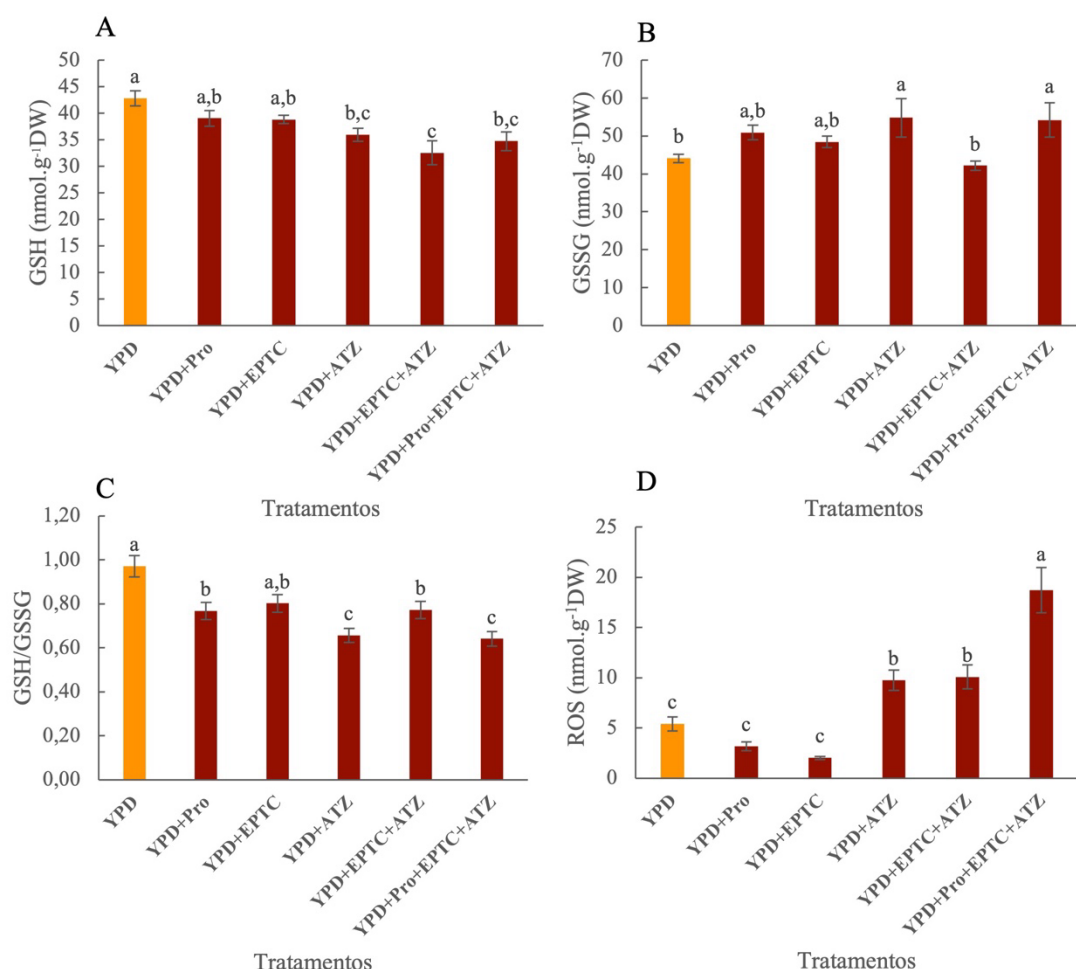 A
GSH (nmol.g-¹DW)
50
45
40
35
30
25
20
15
10
5
0
a
a,b
a,b
b,c
c
b,c
YPD
YPD+Pro
YPD+EPTC
YPD+ATZ
YPD+EPTC+ATZ
YPD+Pro+EPTC+ATZ
Tratamentos
B
GSSG (nmol.g⁻¹DW)
70
60
50
40
30
20
10
0
b
a,b
a,b
a
b
a
YPD
YPD+Pro
YPD+EPTC
YPD+ATZ
YPD+EPTC+ATZ
YPD+Pro+EPTC+ATZ
Tratamentos
C
GSH/GSSG
1,20
1,00
0,80
0,60
0,40
0,20
0,00
a
b
a,b
c
b
c
YPD
YPD+Pro
YPD+EPTC
YPD+ATZ
YPD+EPTC+ATZ
YPD+Pro+EPTC+ATZ
Tratamentos
D
ROS (nmol.g⁻¹DW)
25
20
15
10
5
0
c
c
c
b
b
a
YPD
YPD+Pro
YPD+EPTC
YPD+ATZ
YPD+EPTC+ATZ
YPD+Pro+EPTC+ATZ
Tratamentos